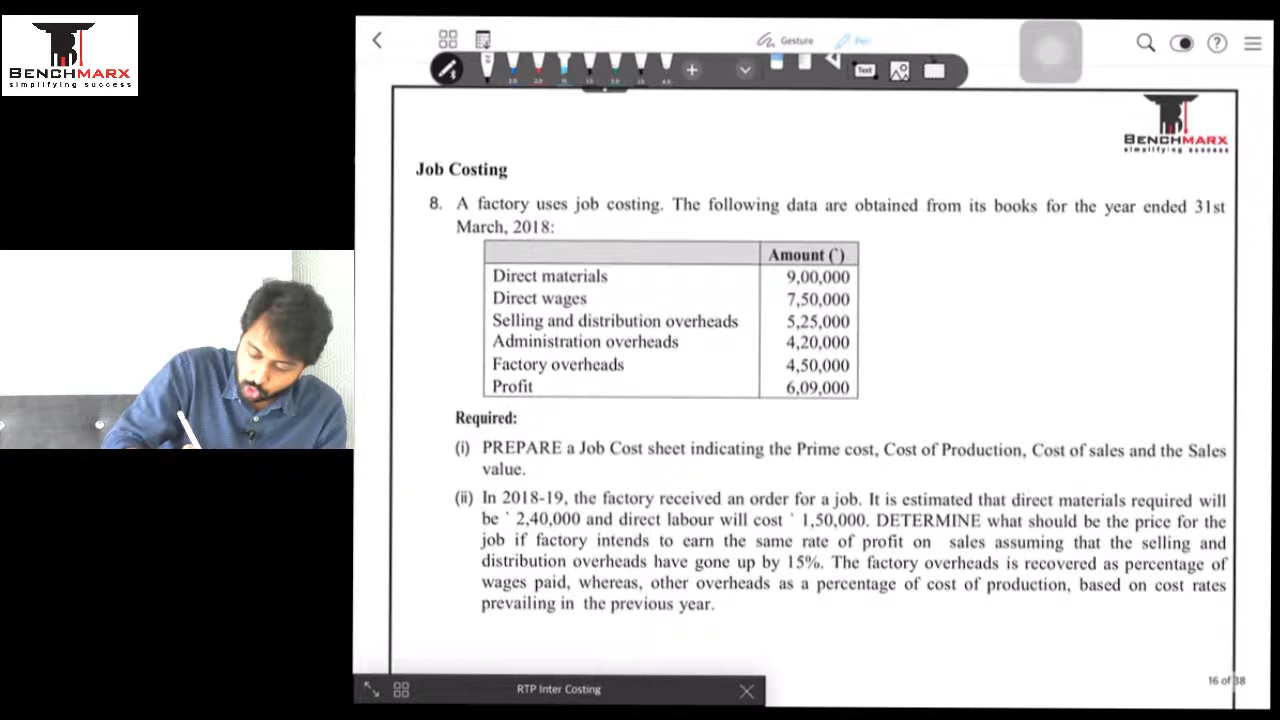 BENCHMARX
simplifying success
Gesture
Pen
Text
BENCHMARX
simplifying success
Job Costing
8. A factory uses job costing. The following data are obtained from its books for the year ended 31st
March, 2018:
Amount (`)
Direct materials 9,00,000
Direct wages 7,50,000
Selling and distribution overheads 5,25,000
Administration overheads 4,20,000
Factory overheads 4,50,000
Profit 6,09,000
Required:
(i) PREPARE a Job Cost sheet indicating the Prime cost, Cost of Production, Cost of sales and the Sales
value.
(ii) In 2018-19, the factory received an order for a job. It is estimated that direct materials required will
be ` 2,40,000 and direct labour will cost ` 1,50,000. DETERMINE what should be the price for the
job if factory intends to earn the same rate of profit on sales assuming that the selling and
distribution overheads have gone up by 15%. The factory overheads is recovered as percentage of
wages paid, whereas, other overheads as a percentage of cost of production, based on cost rates
prevailing in the previous year.
RTP Inter Costing
16 of 38